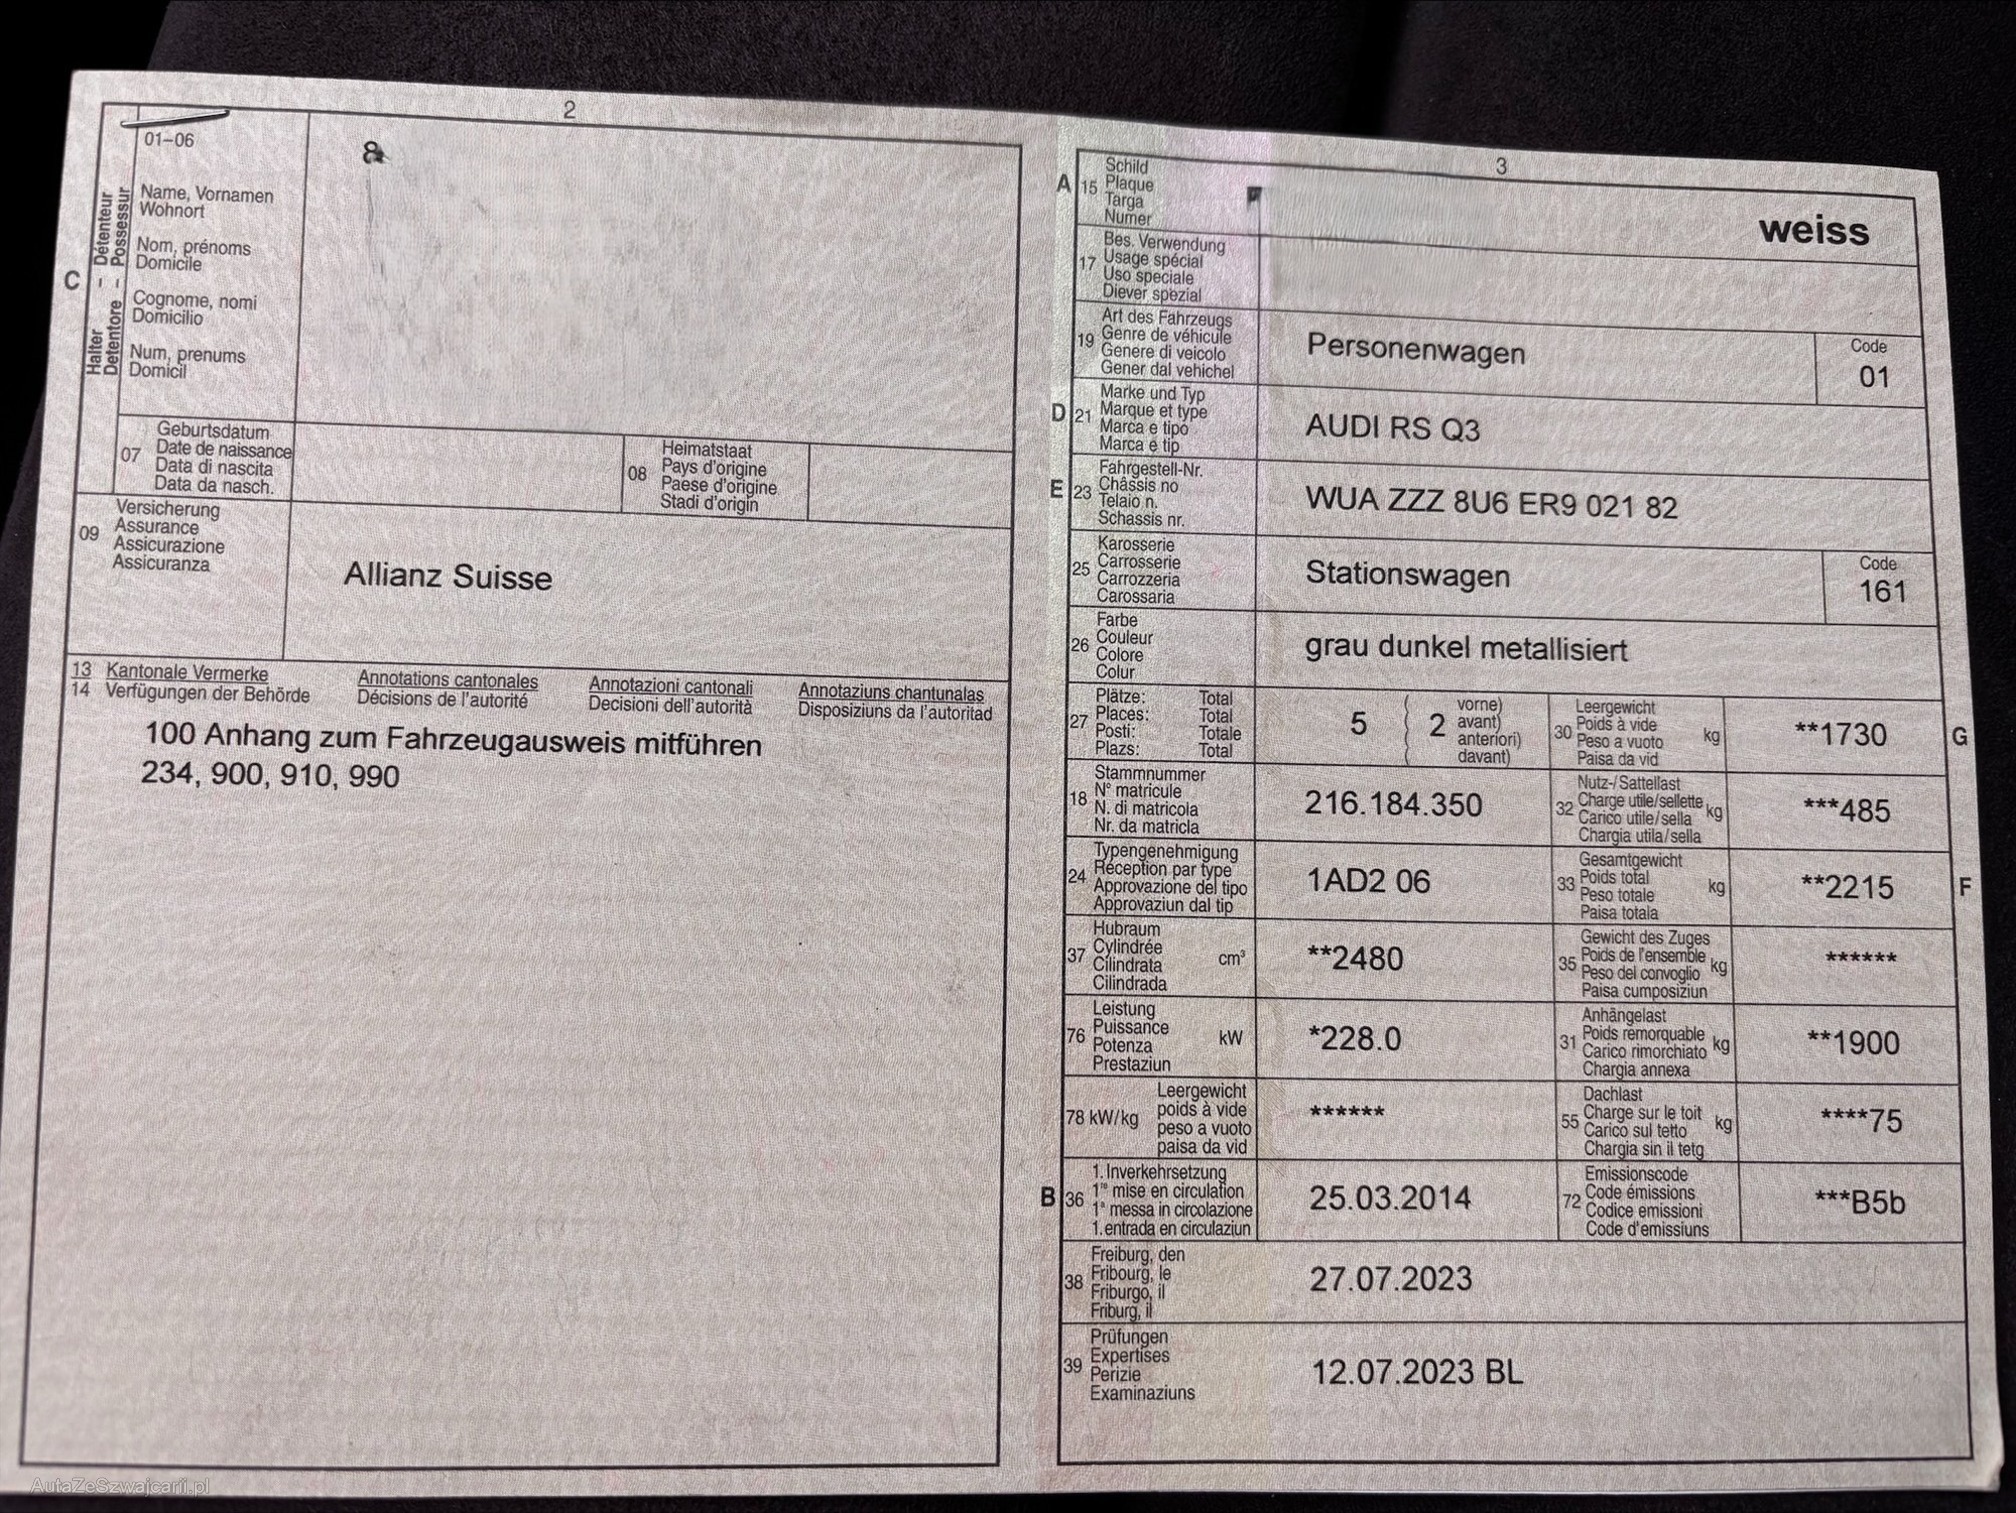 2
01–06
8
Halter – Détenteur
Detentore – Possessur
C
Name, Vornamen
Wohnort
Nom, prénoms
Domicile
Cognome, nomi
Domicilio
Num, prenums
Domicil
07
Geburtsdatum
Date de naissance
Data di nascita
Data da nasch.
08
Heimatstaat
Pays d'origine
Paese d'origine
Stadi d'origin
09
Versicherung
Assurance
Assicurazione
Assicuranza
Allianz Suisse
13 Kantonale Vermerke Annotations cantonales Annotazioni cantonali Annotaziuns chantunalas
14 Verfügungen der Behörde Décisions de l'autorité Decisioni dell'autorità Disposiziuns da l'autoritad
100 Anhang zum Fahrzeugausweis mitführen
234, 900, 910, 990
3
A 15
Schild
Plaque
Targa
Numer
weiss
17
Bes. Verwendung
Usage spécial
Uso speciale
Diever spezial
19
Art des Fahrzeugs
Genre de véhicule
Genere di veicolo
Gener dal vehichel
Personenwagen
Code
01
D 21
Marke und Typ
Marque et type
Marca e tipo
Marca e tip
AUDI RS Q3
E 23
Fahrgestell-Nr.
Châssis no
Telaio n.
Schassis nr.
WUA ZZZ 8U6 ER9 021 82
25
Karosserie
Carrosserie
Carrozzeria
Carossaria
Stationswagen
Code
161
26
Farbe
Couleur
Colore
Colur
grau dunkel metallisiert
27
Plätze: Total
Places: Total
Posti: Totale
Plazs: Total
5 ( 2
vorne)
avant)
anteriori)
davant)
30
Leergewicht
Poids à vide
Peso a vuoto
Paisa da vid
kg
**1730
G
18
Stammnummer
N° matricule
N. di matricola
Nr. da matricla
216.184.350
32
Nutz-/Sattellast
Charge utile/sellette
Carico utile/sella
Chargia utila/sella
kg
***485
24
Typengenehmigung
Réception par type
Approvazione del tipo
Approvaziun dal tip
1AD2 06
33
Gesamtgewicht
Poids total
Peso totale
Paisa totala
kg
**2215
F
37
Hubraum
Cylindrée
Cilindrata
Cilindrada
cm³
**2480
35
Gewicht des Zuges
Poids de l'ensemble
Peso del convoglio
Paisa cumposiziun
kg
******
76
Leistung
Puissance
Potenza
Prestaziun
kW
*228.0
31
Anhängelast
Poids remorquable
Carico rimorchiato
Chargia annexa
kg
**1900
78 kW/kg
Leergewicht
poids à vide
peso a vuoto
paisa da vid
******
55
Dachlast
Charge sur le toit
Carico sul tetto
Chargia sin il tetg
kg
****75
B 36
1. Inverkehrsetzung
1re mise en circulation
1a messa in circolazione
1. entrada en circulaziun
25.03.2014
72
Emissionscode
Code émissions
Codice emissioni
Code d'emissiuns
***B5b
38
Freiburg, den
Fribourg, le
Friburgo, il
Friburg, il
27.07.2023
39
Prüfungen
Expertises
Perizie
Examinaziuns
12.07.2023 BL
AutaZeSzwajcarii.pl